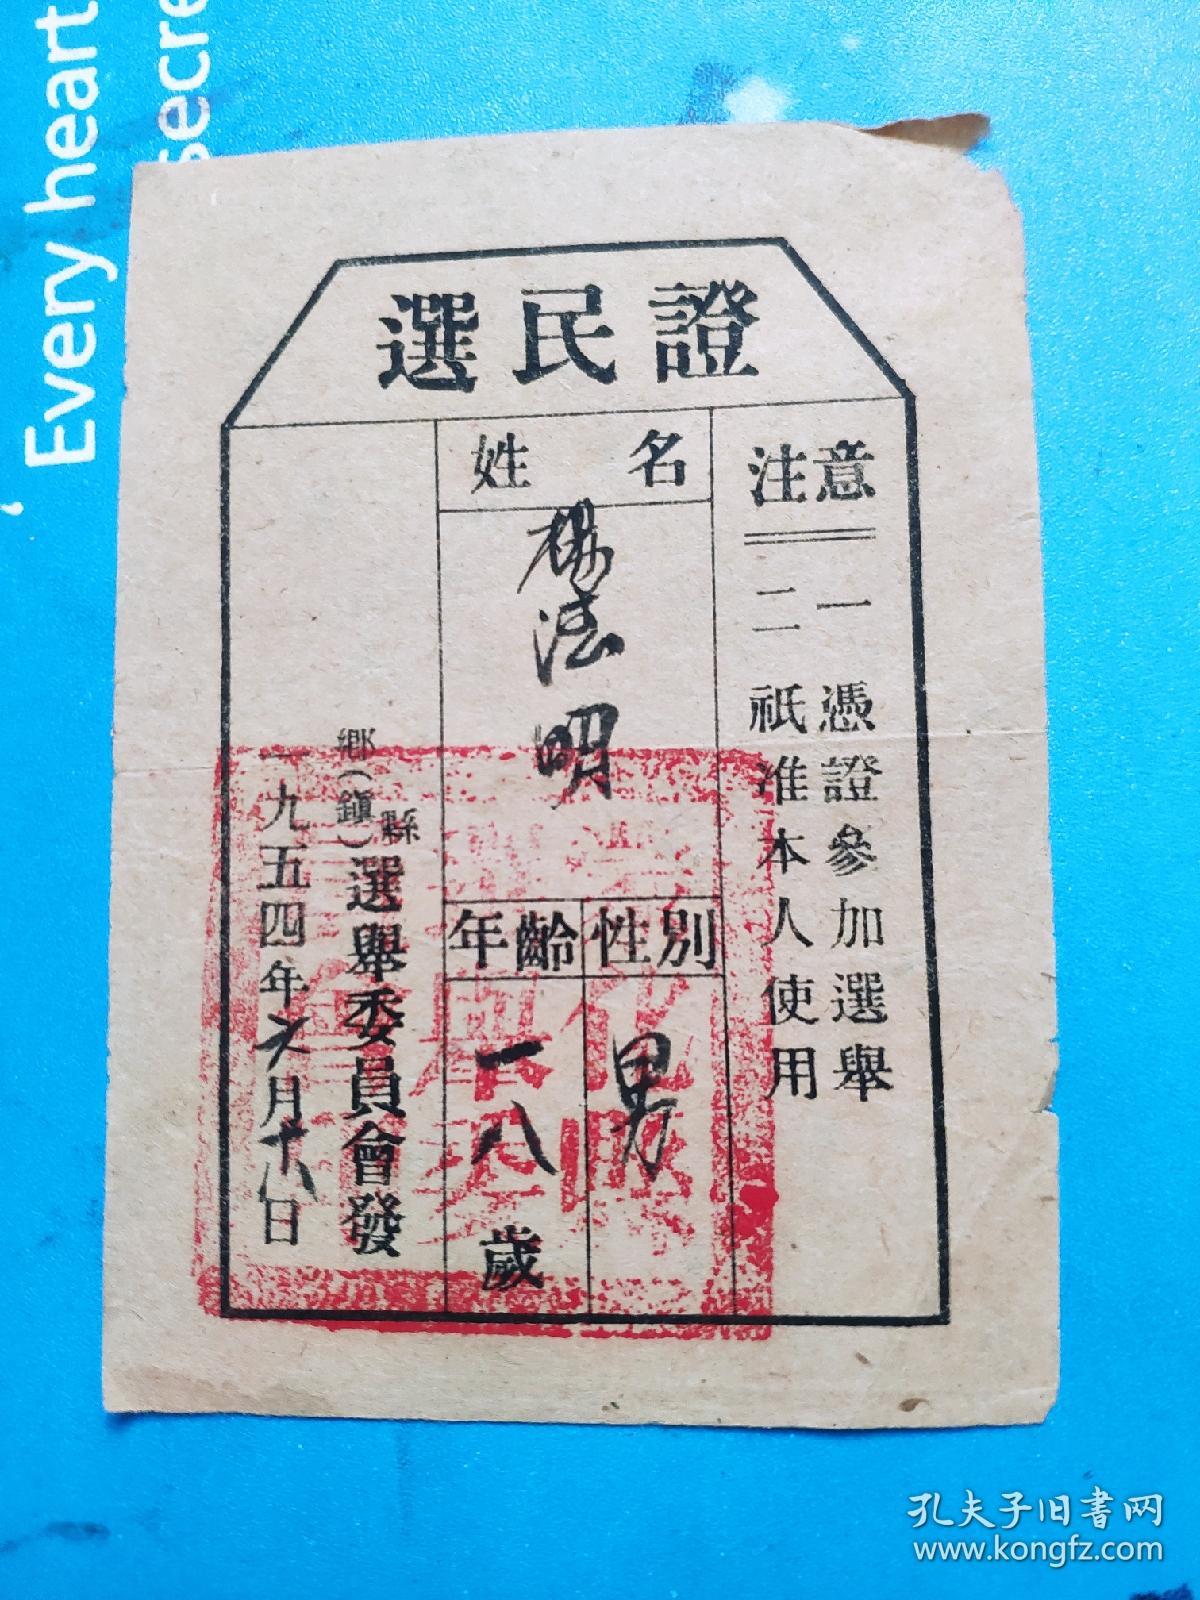 Every heart
secre
選民證
注意
一 憑證參加選舉
二 祇准本人使用
姓名
楊法明
性別
男
年齡
一八歲
縣
鄉(鎮)選舉委員會發
一九五四年六月十八日
孔夫子旧书网
www.kongfz.com